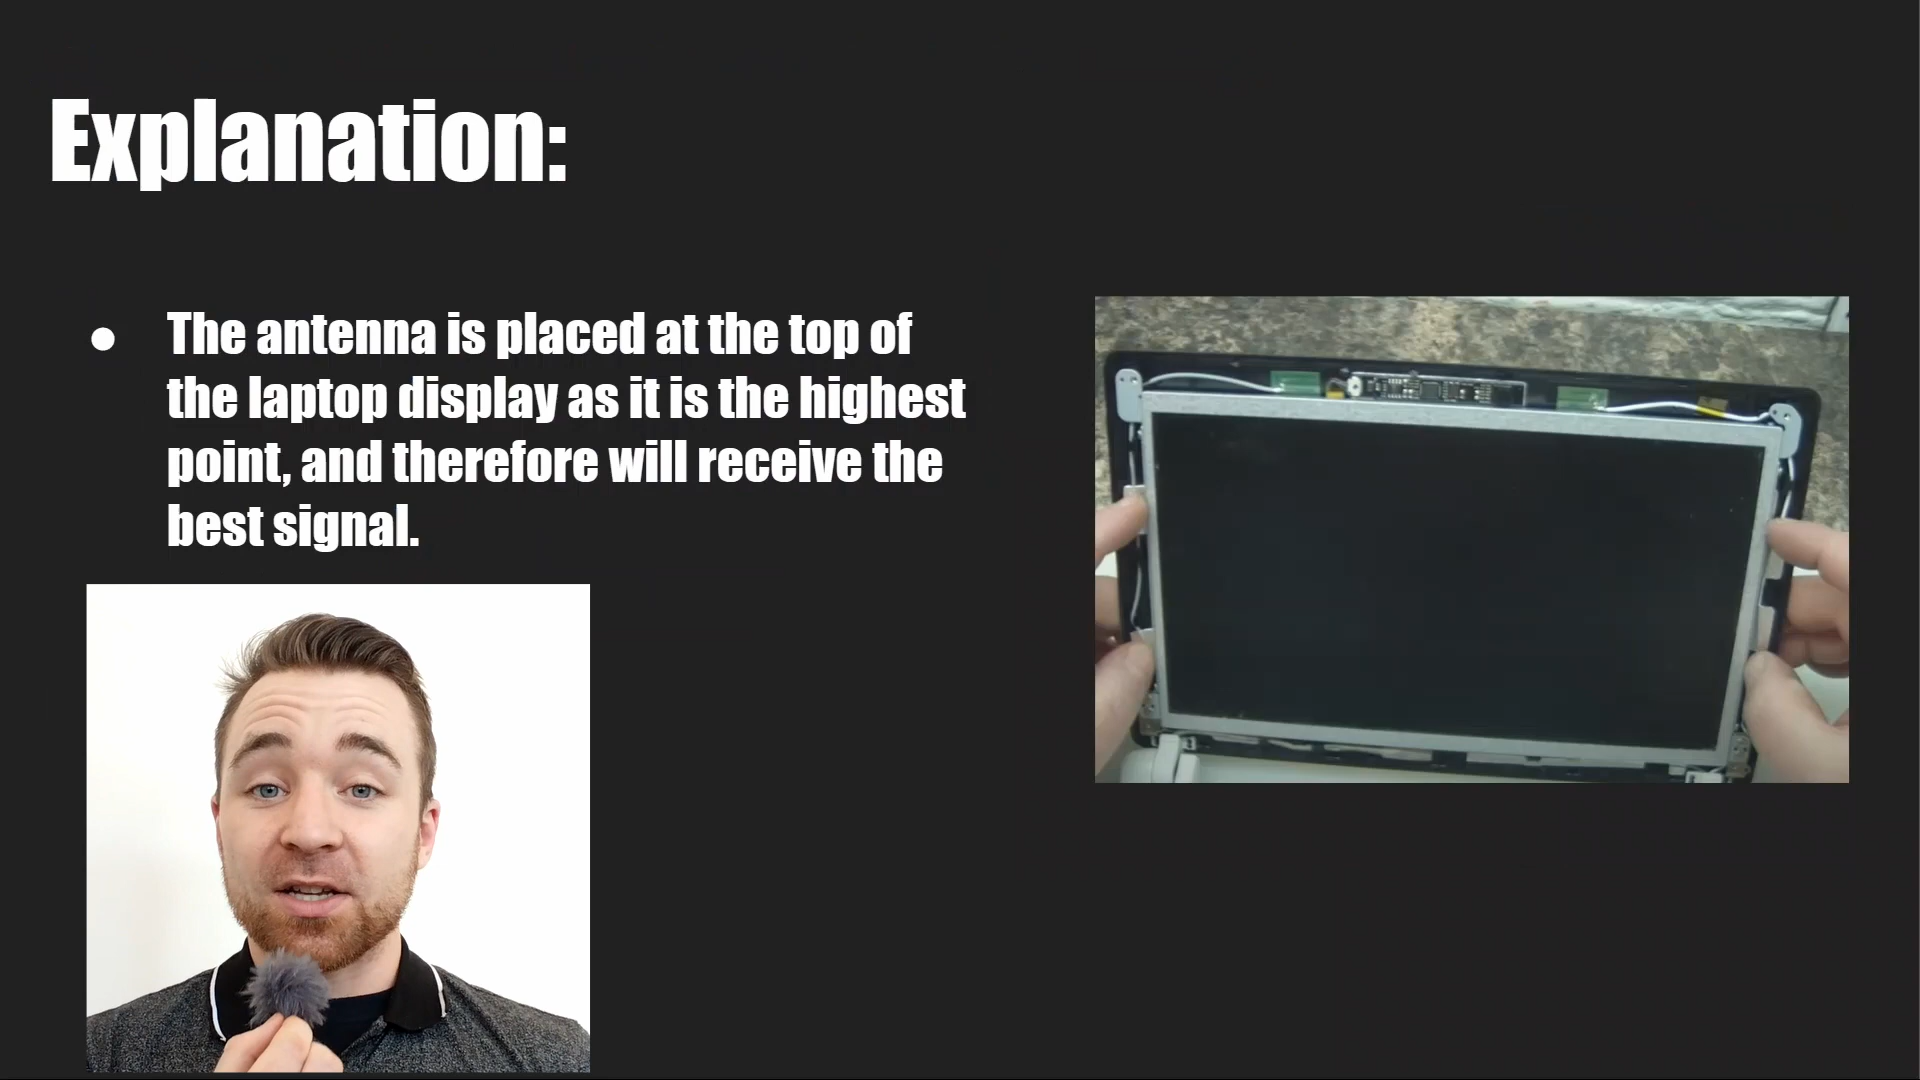 Explanation:
● The antenna is placed at the top of
the laptop display as it is the highest
point, and therefore will receive the
best signal.